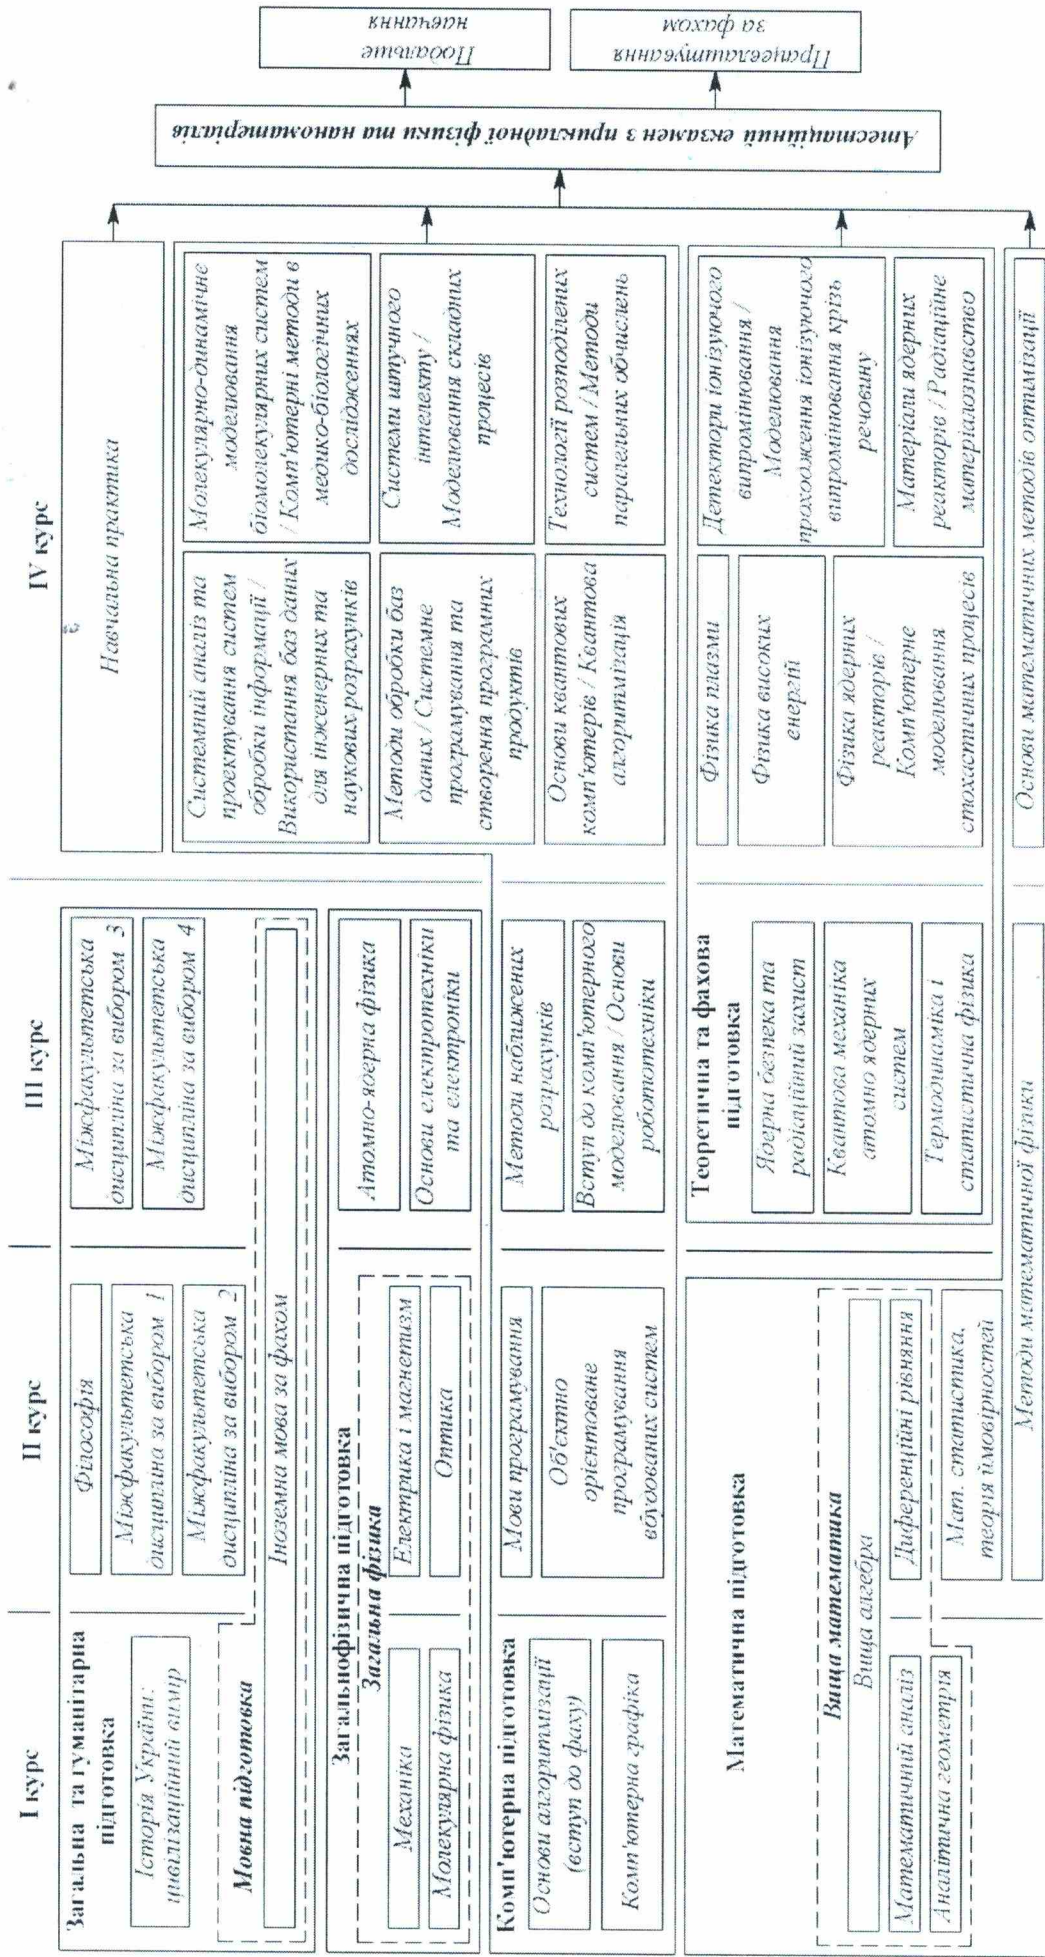 I курс
II курс
III курс
IV курс
Загальна та гуманітарна
підготовка
Історія України:
цивілізаційний вимір
Філософія
Міжфакультетська
дисципліна за вибором 1
Міжфакультетська
дисципліна за вибором 2
Міжфакультетська
дисципліна за вибором 3
Міжфакультетська
дисципліна за вибором 4
Мовна підготовка
Іноземна мова за фахом
Навчальна практика
Загальнофізична підготовка
Загальна фізика
Механіка
Молекулярна фізика
Електрика і магнетизм
Оптика
Атомно-ядерна фізика
Основи електротехніки
та електроніки
Комп'ютерна підготовка
Основи алгоритмізації
(вступ до фаху)
Комп'ютерна графіка
Мови програмування
Об'єктно
орієнтоване
програмування
вбудованих систем
Методи наближених
розрахунків
Вступ до комп'ютерного
моделювання / Основи
робототехніки
Системний аналіз та
проектування систем
обробки інформації /
Використання баз даних
для інженерних та
наукових розрахунків
Методи обробки баз
даних / Системне
програмування та
створення програмних
продуктів
Основи квантових
комп'ютерів / Квантова
алгоритмізація
Молекулярно-динамічне
моделювання
біомолекулярних систем
/ Комп'ютерні методи в
медико-біологічних
дослідженнях
Системи штучного
інтелекту /
Моделювання складних
процесів
Технології розподілених
систем / Методи
паралельних обчислень
Математична підготовка
Вища математика
Вища алгебра
Математичний аналіз
Диференційні рівняння
Аналітична геометрія
Мат. статистика,
теорія ймовірностей
Методи математичної фізики
Основи математичних методів оптимізації
Теоретична та фахова
підготовка
Ядерна безпека та
радіаційний захист
Квантова механіка
атомно ядерних
систем
Термодинаміка і
статистична фізика
Фізика плазми
Фізика високих
енергій
Фізика ядерних
реакторів /
Комп'ютерне
моделювання
стохастичних процесів
Детектори іонізуючого
випромінювання /
Моделювання
проходження іонізуючого
випромінювання крізь
речовину
Матеріали ядерних
реакторів / Радіаційне
матеріалознавство
Атестаційний екзамен з прикладної фізики та наноматеріалів
Подальше
навчання
Працевлаштування
за фахом